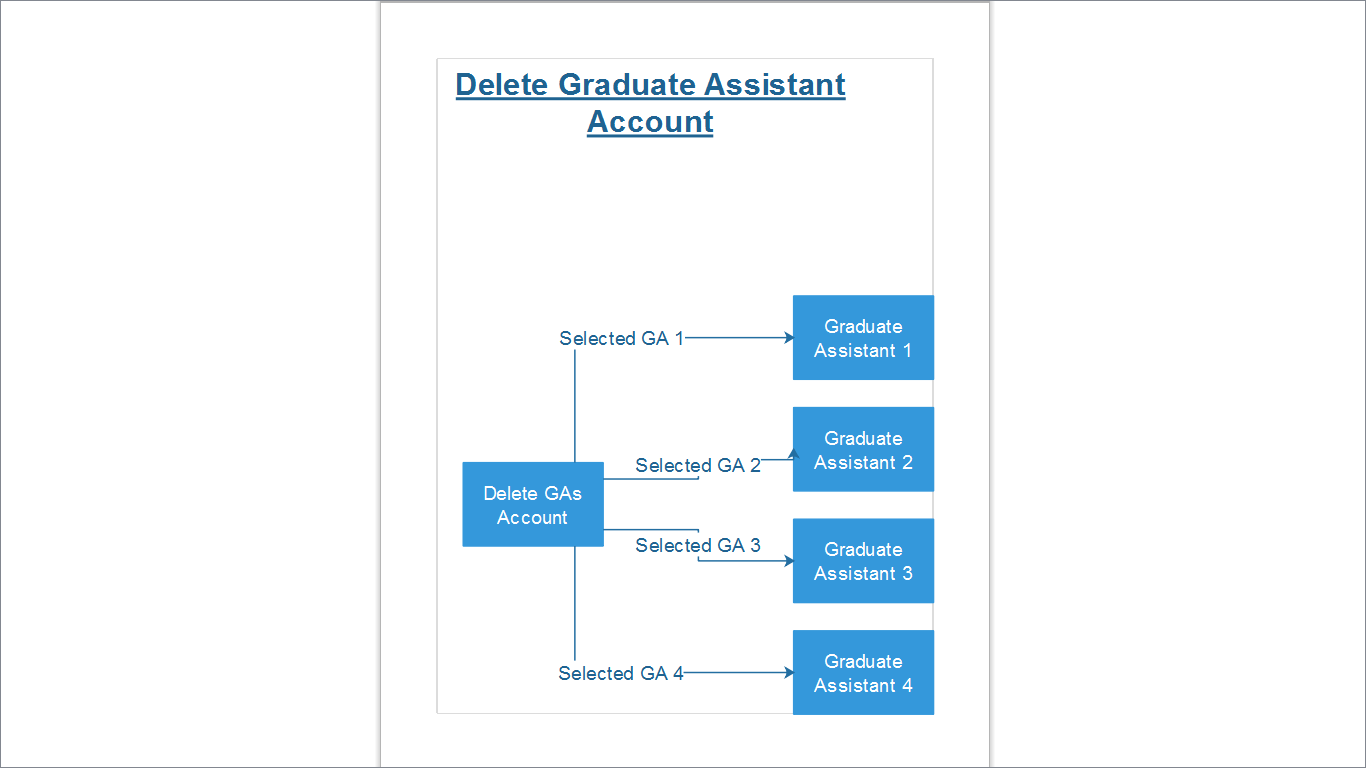 Delete Graduate Assistant
Account
Selected GA 1
Graduate
Assistant 1
Selected GA 2
Graduate
Assistant 2
Delete GAs
Account
Selected GA 3
Graduate
Assistant 3
Selected GA 4
Graduate
Assistant 4